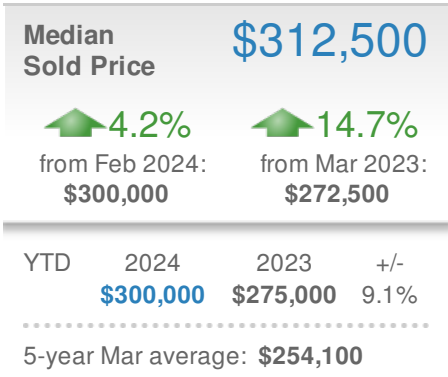 Median
Sold Price
$312,500
4.2%
14.7%
from Feb 2024:
from Mar 2023:
$300,000
$272,500
YTD 2024 2023 +/-
$300,000 $275,000 9.1%
5-year Mar average: $254,100